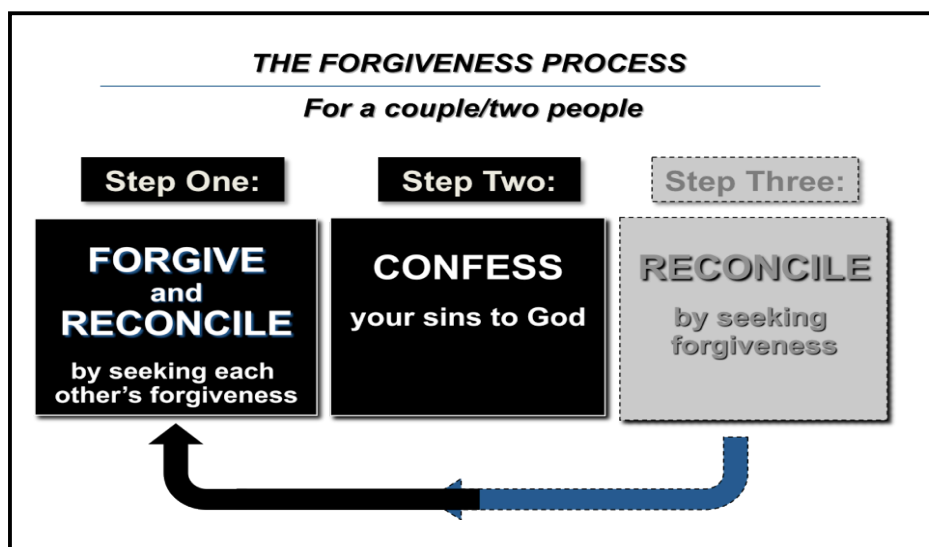 THE FORGIVENESS PROCESS
For a couple/two people
Step One:
FORGIVE
and
RECONCILE
by seeking each
other's forgiveness
Step Two:
CONFESS
your sins to God
Step Three:
RECONCILE
by seeking
forgiveness